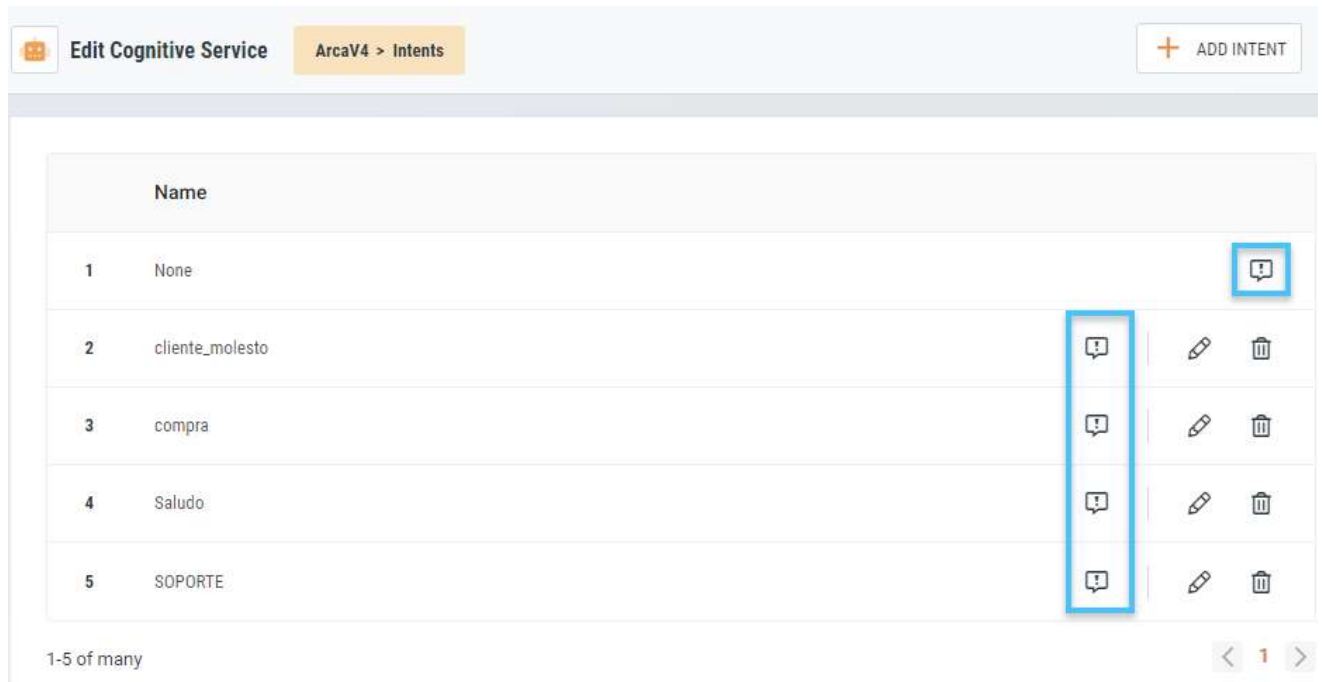 Edit Cognitive Service ArcaV4 > Intents + ADD INTENT
Name
1 None
2 cliente_molesto
3 compra
4 Saludo
5 SOPORTE
1-5 of many < 1 >